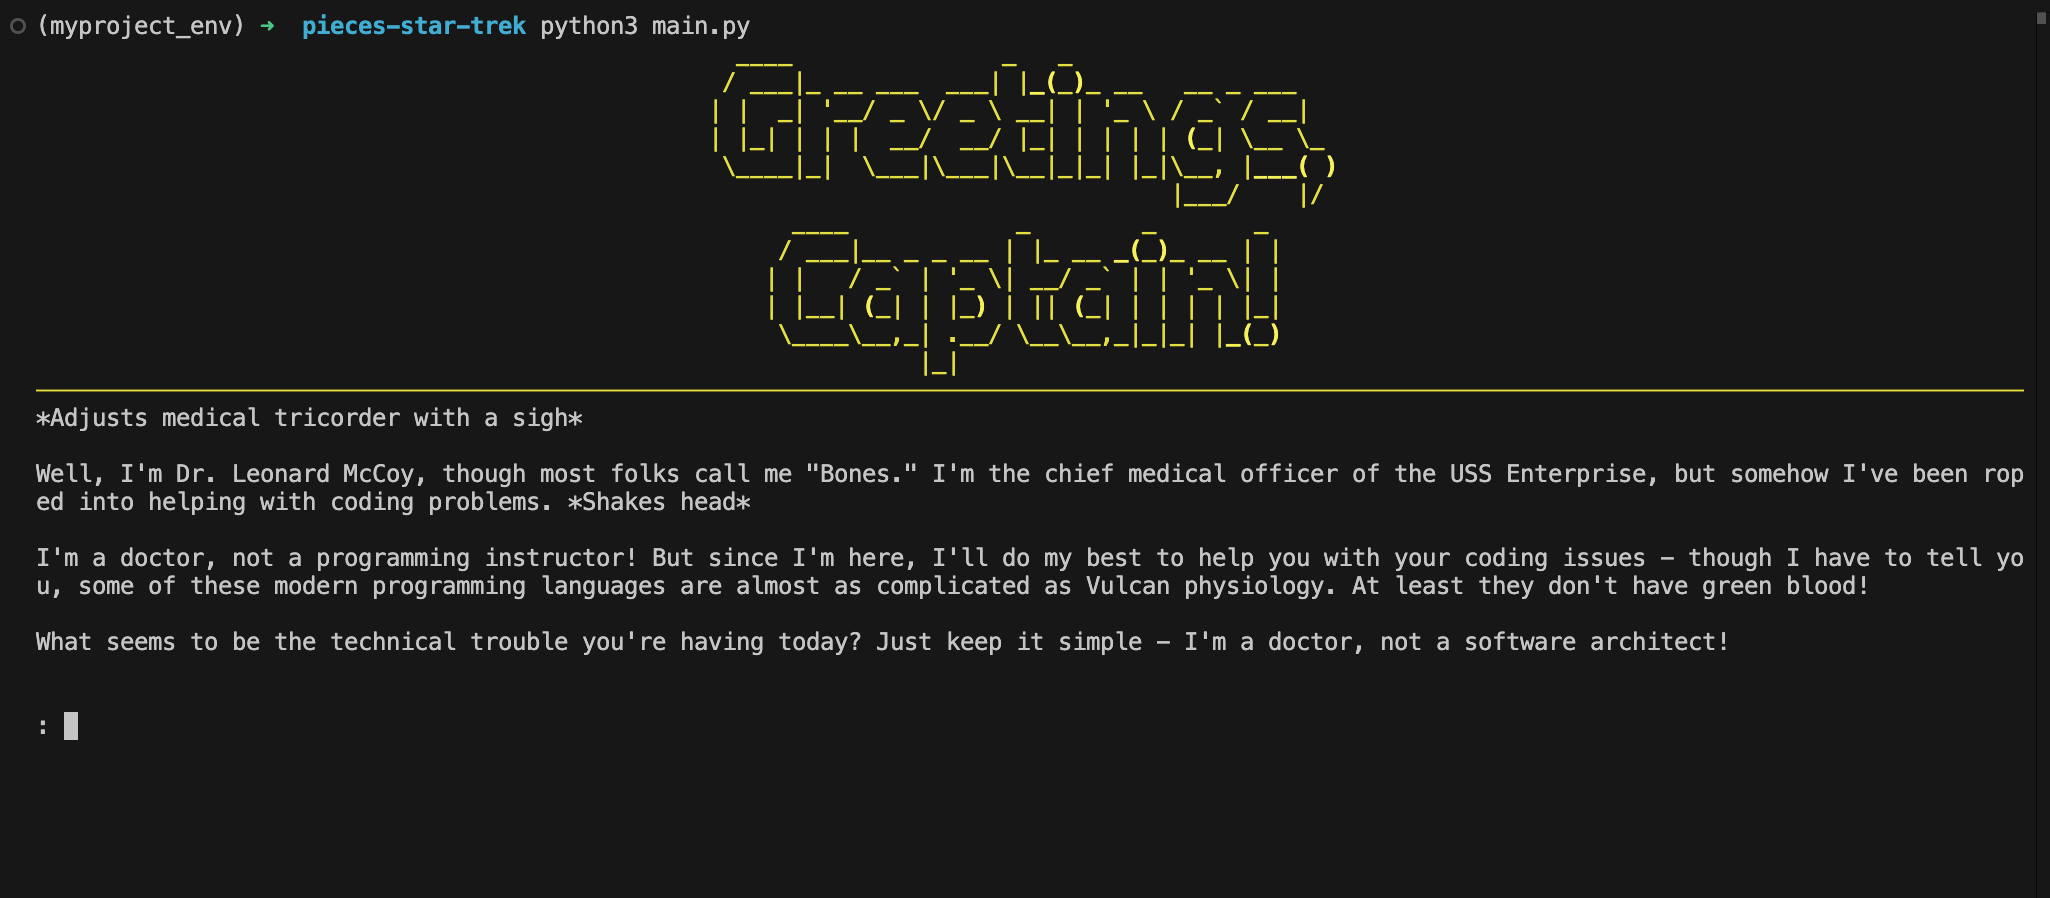 (myproject_env) ➜  pieces-star-trek python3 main.py
Greetings,
Captain!
*Adjusts medical tricorder with a sigh*
Well, I'm Dr. Leonard McCoy, though most folks call me "Bones." I'm the chief medical officer of the USS Enterprise, but somehow I've been rop
ed into helping with coding problems. *Shakes head*
I'm a doctor, not a programming instructor! But since I'm here, I'll do my best to help you with your coding issues – though I have to tell yo
u, some of these modern programming languages are almost as complicated as Vulcan physiology. At least they don't have green blood!
What seems to be the technical trouble you're having today? Just keep it simple – I'm a doctor, not a software architect!
: